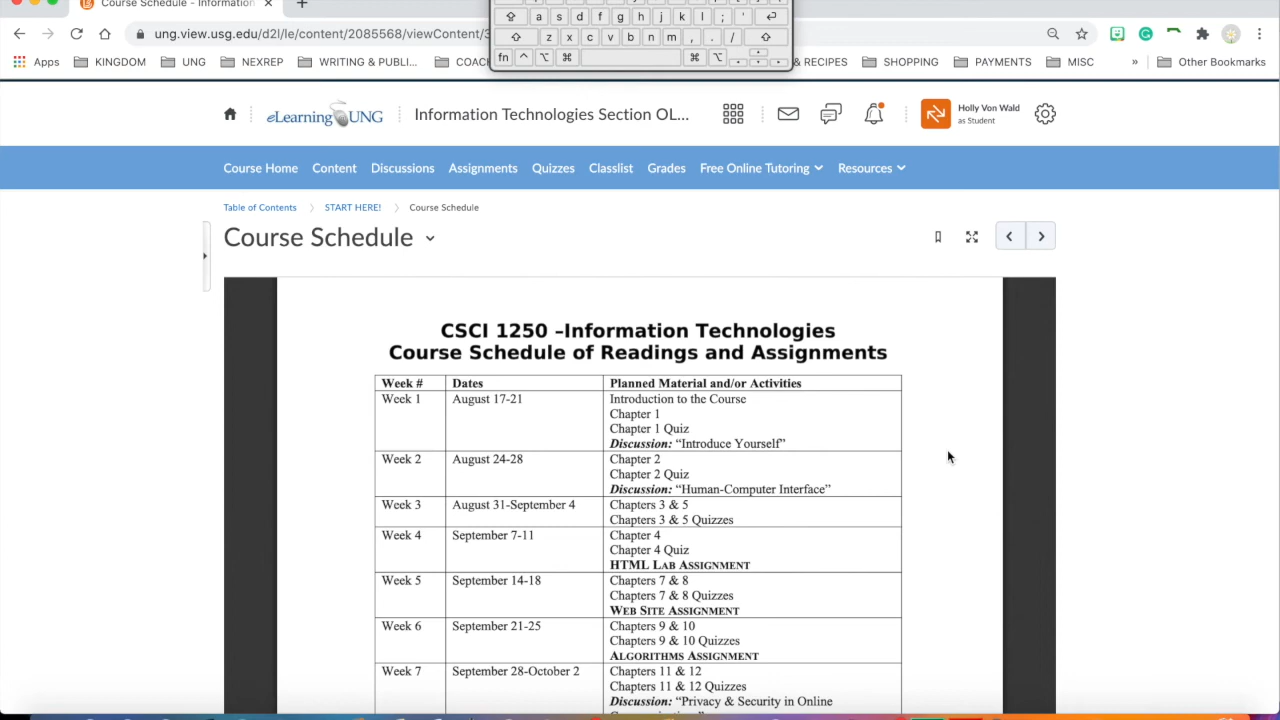 Course Schedule - Information
a s d f g h j k l ; '
ung.view.usg.edu/d2l/le/content/2085568/viewContent/3
z x c v b n m , . /
fn
Apps KINGDOM UNG NEXREP WRITING & PUBLI... COAC & RECIPES SHOPPING PAYMENTS MISC » Other Bookmarks
eLearning@UNG Information Technologies Section OL... Holly Von Wald
as Student
Course Home Content Discussions Assignments Quizzes Classlist Grades Free Online Tutoring Resources
Table of Contents START HERE! Course Schedule
Course Schedule
CSCI 1250 –Information Technologies
Course Schedule of Readings and Assignments
Week # Dates Planned Material and/or Activities
Week 1 August 17-21 Introduction to the Course
Chapter 1
Chapter 1 Quiz
Discussion: “Introduce Yourself”
Week 2 August 24-28 Chapter 2
Chapter 2 Quiz
Discussion: “Human-Computer Interface”
Week 3 August 31-September 4 Chapters 3 & 5
Chapters 3 & 5 Quizzes
Week 4 September 7-11 Chapter 4
Chapter 4 Quiz
HTML LAB ASSIGNMENT
Week 5 September 14-18 Chapters 7 & 8
Chapters 7 & 8 Quizzes
WEB SITE ASSIGNMENT
Week 6 September 21-25 Chapters 9 & 10
Chapters 9 & 10 Quizzes
ALGORITHMS ASSIGNMENT
Week 7 September 28-October 2 Chapters 11 & 12
Chapters 11 & 12 Quizzes
Discussion: “Privacy & Security in Online